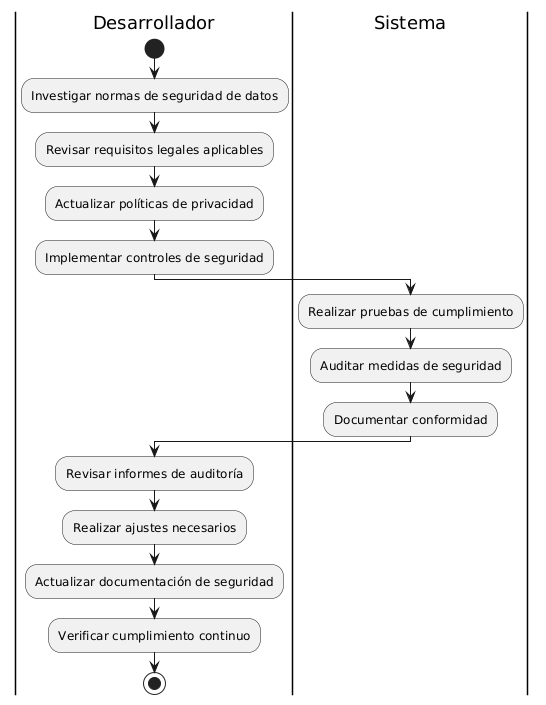 Desarrollador
Sistema
Investigar normas de seguridad de datos
Revisar requisitos legales aplicables
Actualizar políticas de privacidad
Implementar controles de seguridad
Realizar pruebas de cumplimiento
Auditar medidas de seguridad
Documentar conformidad
Revisar informes de auditoría
Realizar ajustes necesarios
Actualizar documentación de seguridad
Verificar cumplimiento continuo